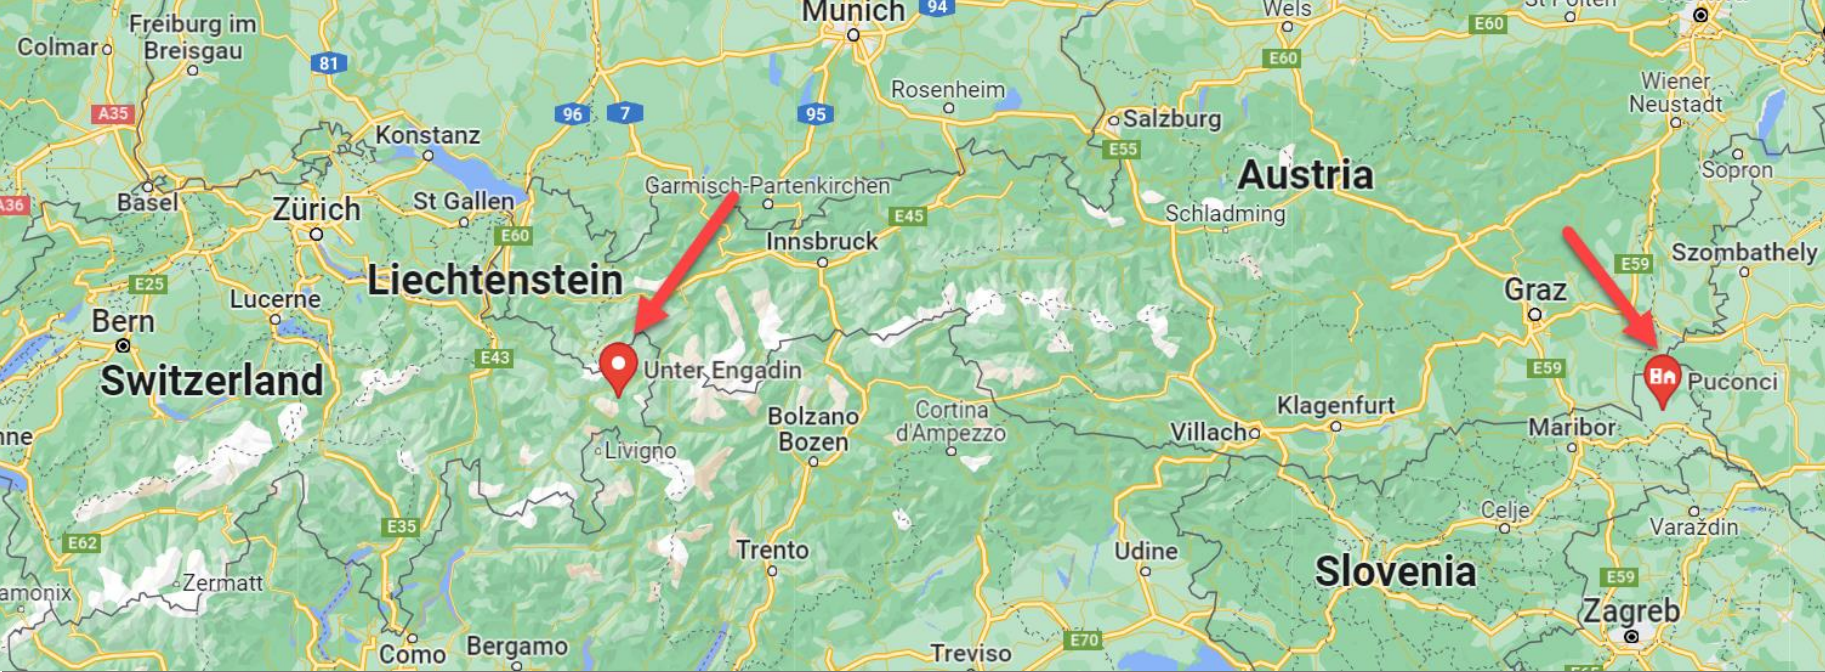 Munich
94
Wels
St Pölten
E60
Freiburg im
Breisgau
Colmar
81
E60
A35
96
7
95
Rosenheim
Wiener
Neustadt
Salzburg
Konstanz
E55
Sopron
Austria
Basel
A36
Zürich
St Gallen
Garmisch-Partenkirchen
E45
Schladming
E60
Innsbruck
Szombathely
E59
Liechtenstein
E25
Lucerne
Graz
Bern
E43
Switzerland
Unter Engadin
E59
Puconci
Bolzano
Bozen
Cortina
d'Ampezzo
Klagenfurt
Villach
Maribor
Livigno
E35
E62
Celje
Varaždin
Trento
Udine
Slovenia
E59
Zermatt
amonix
Zagreb
Como
Bergamo
E70
Treviso